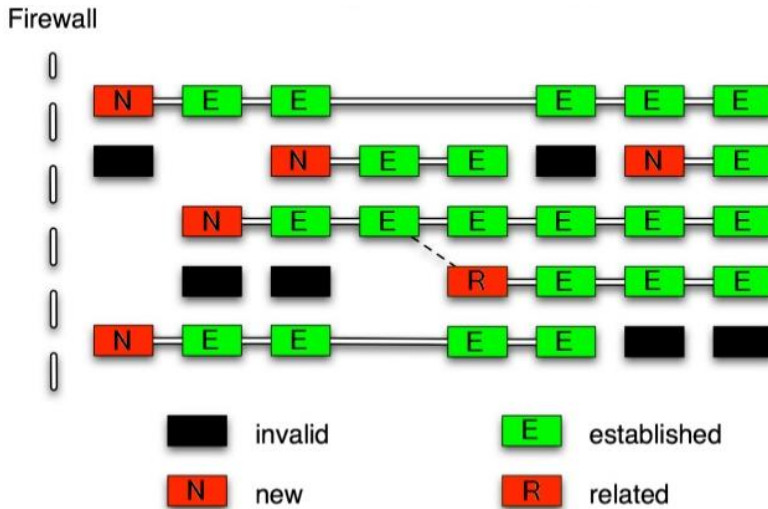 Firewall
N E E E E E
N E E N E
N E E E E E E
R E E E
N E E E E
invalid E established
N new R related